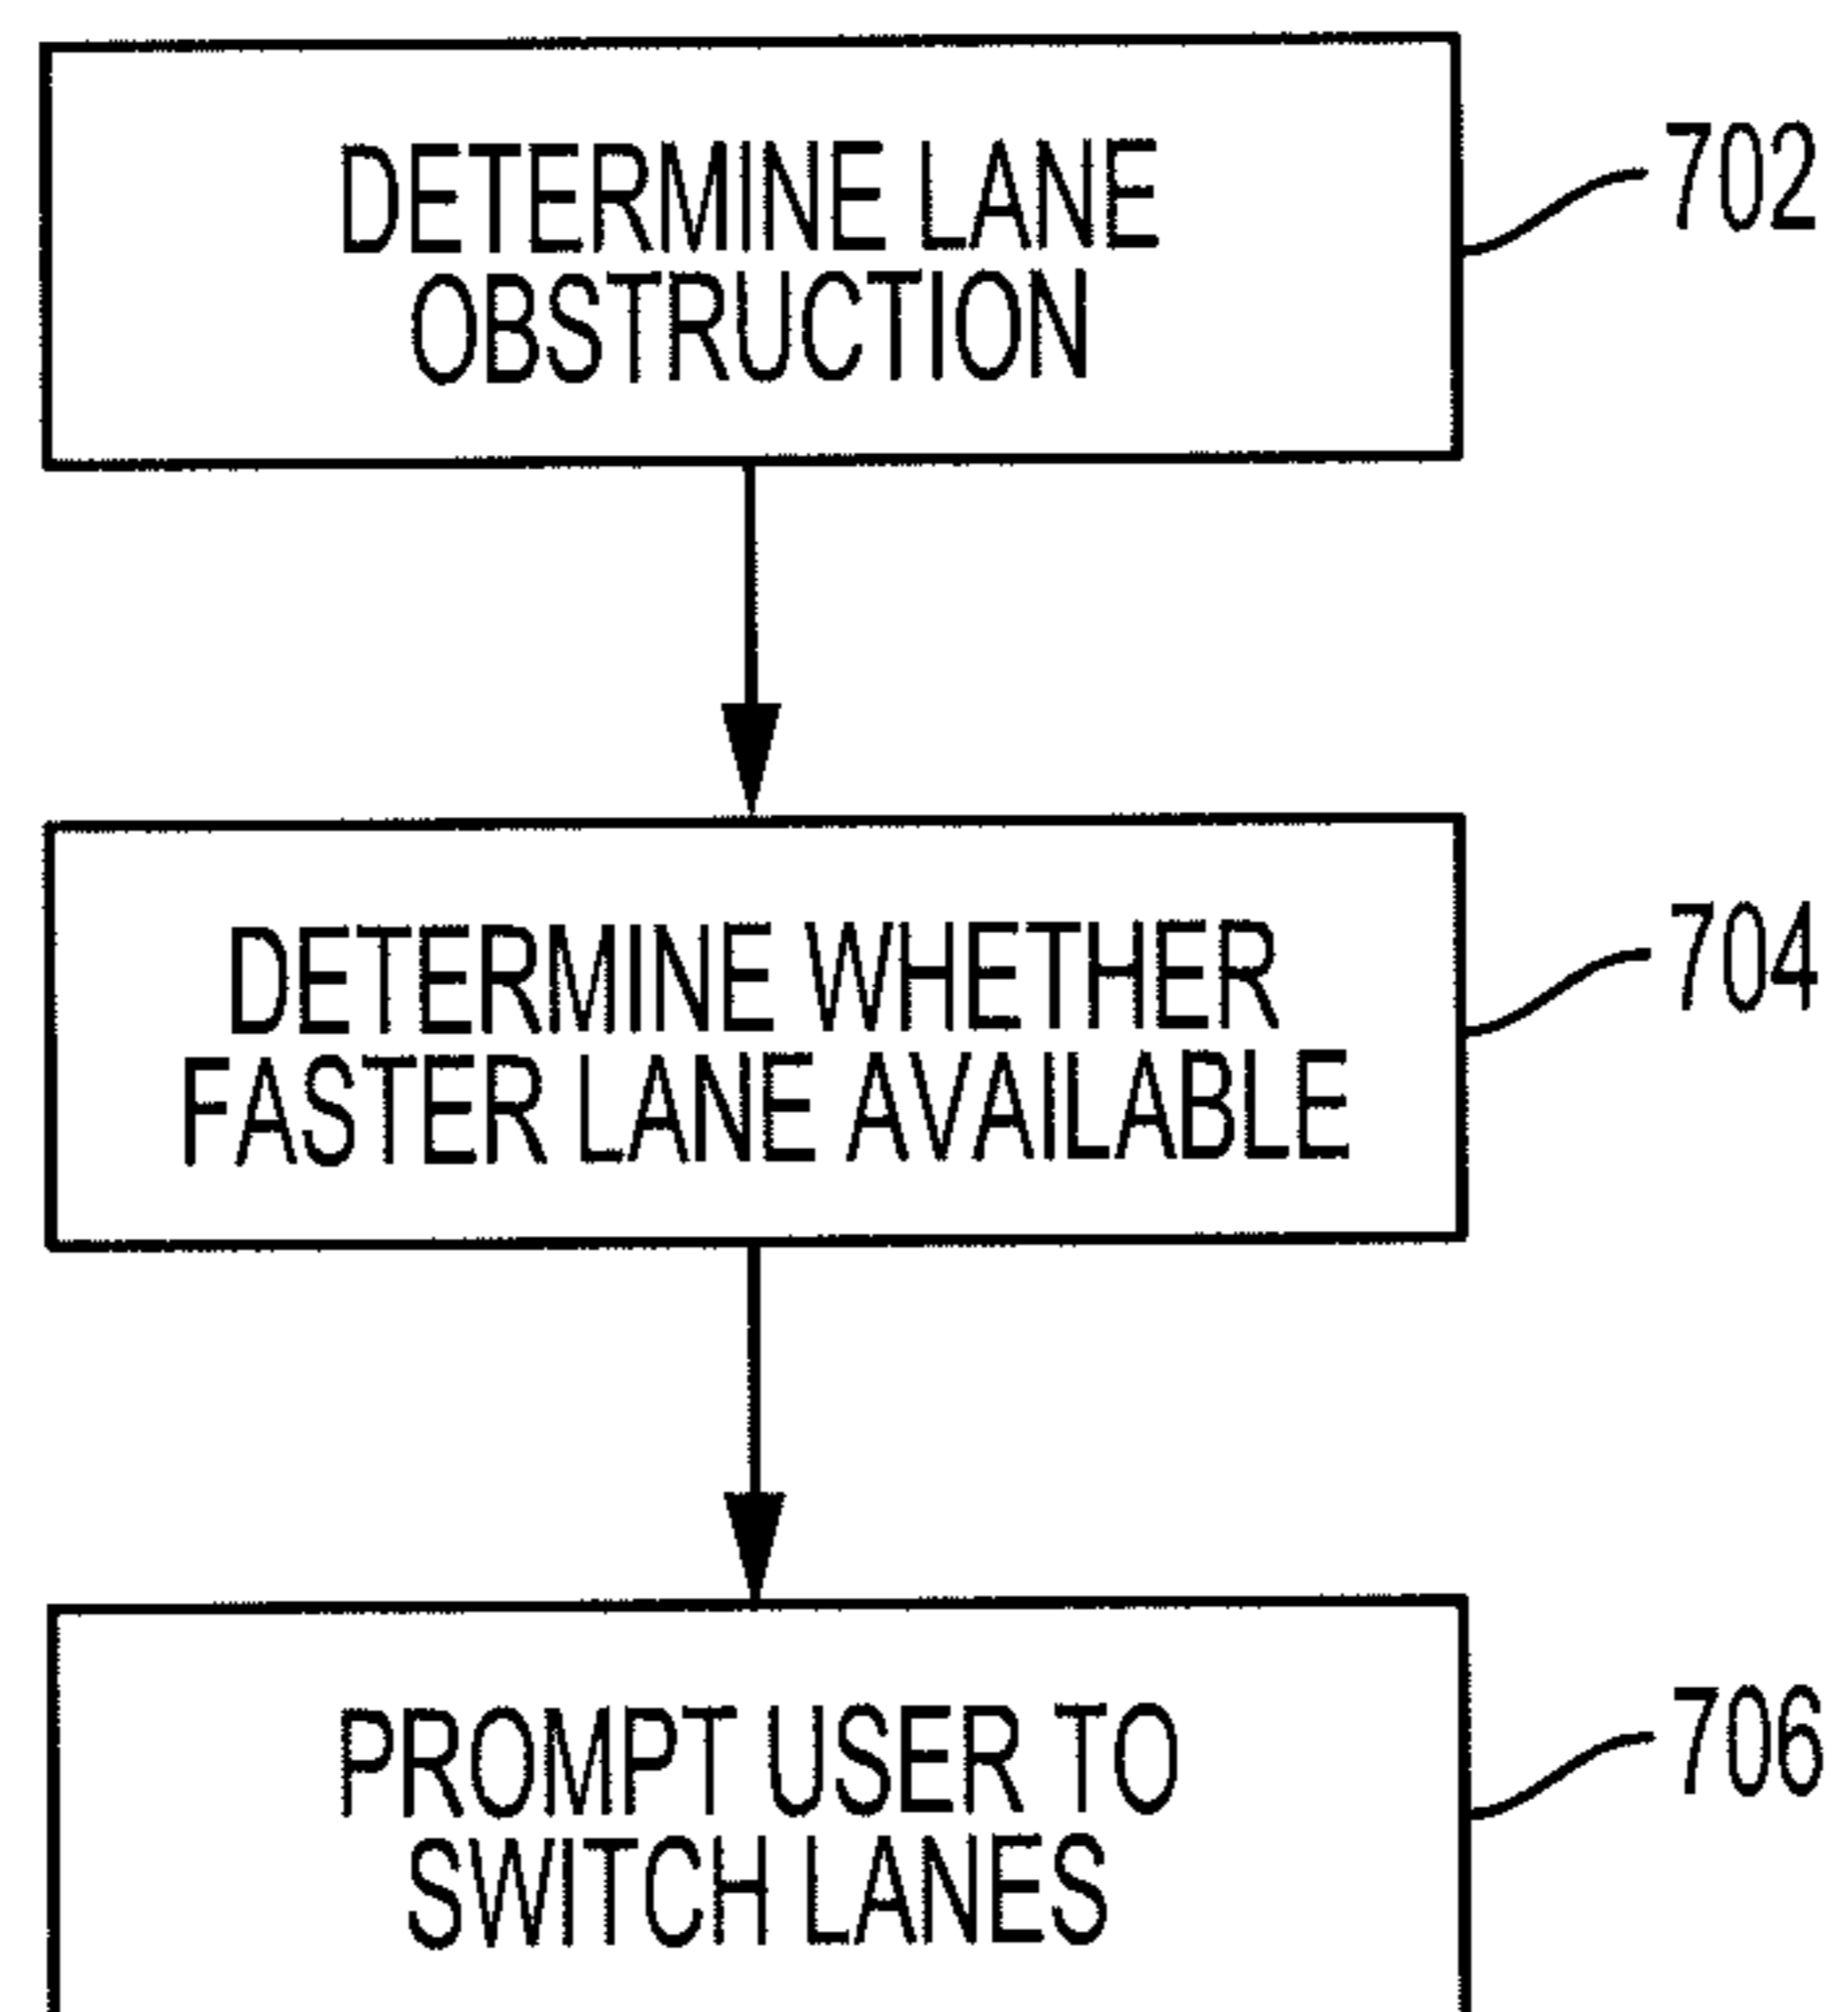 DETERMINE LANE
OBSTRUCTION
702
DETERMINE WHETHER
FASTER LANE AVAILABLE
704
PROMPT USER TO
SWITCH LANES
706